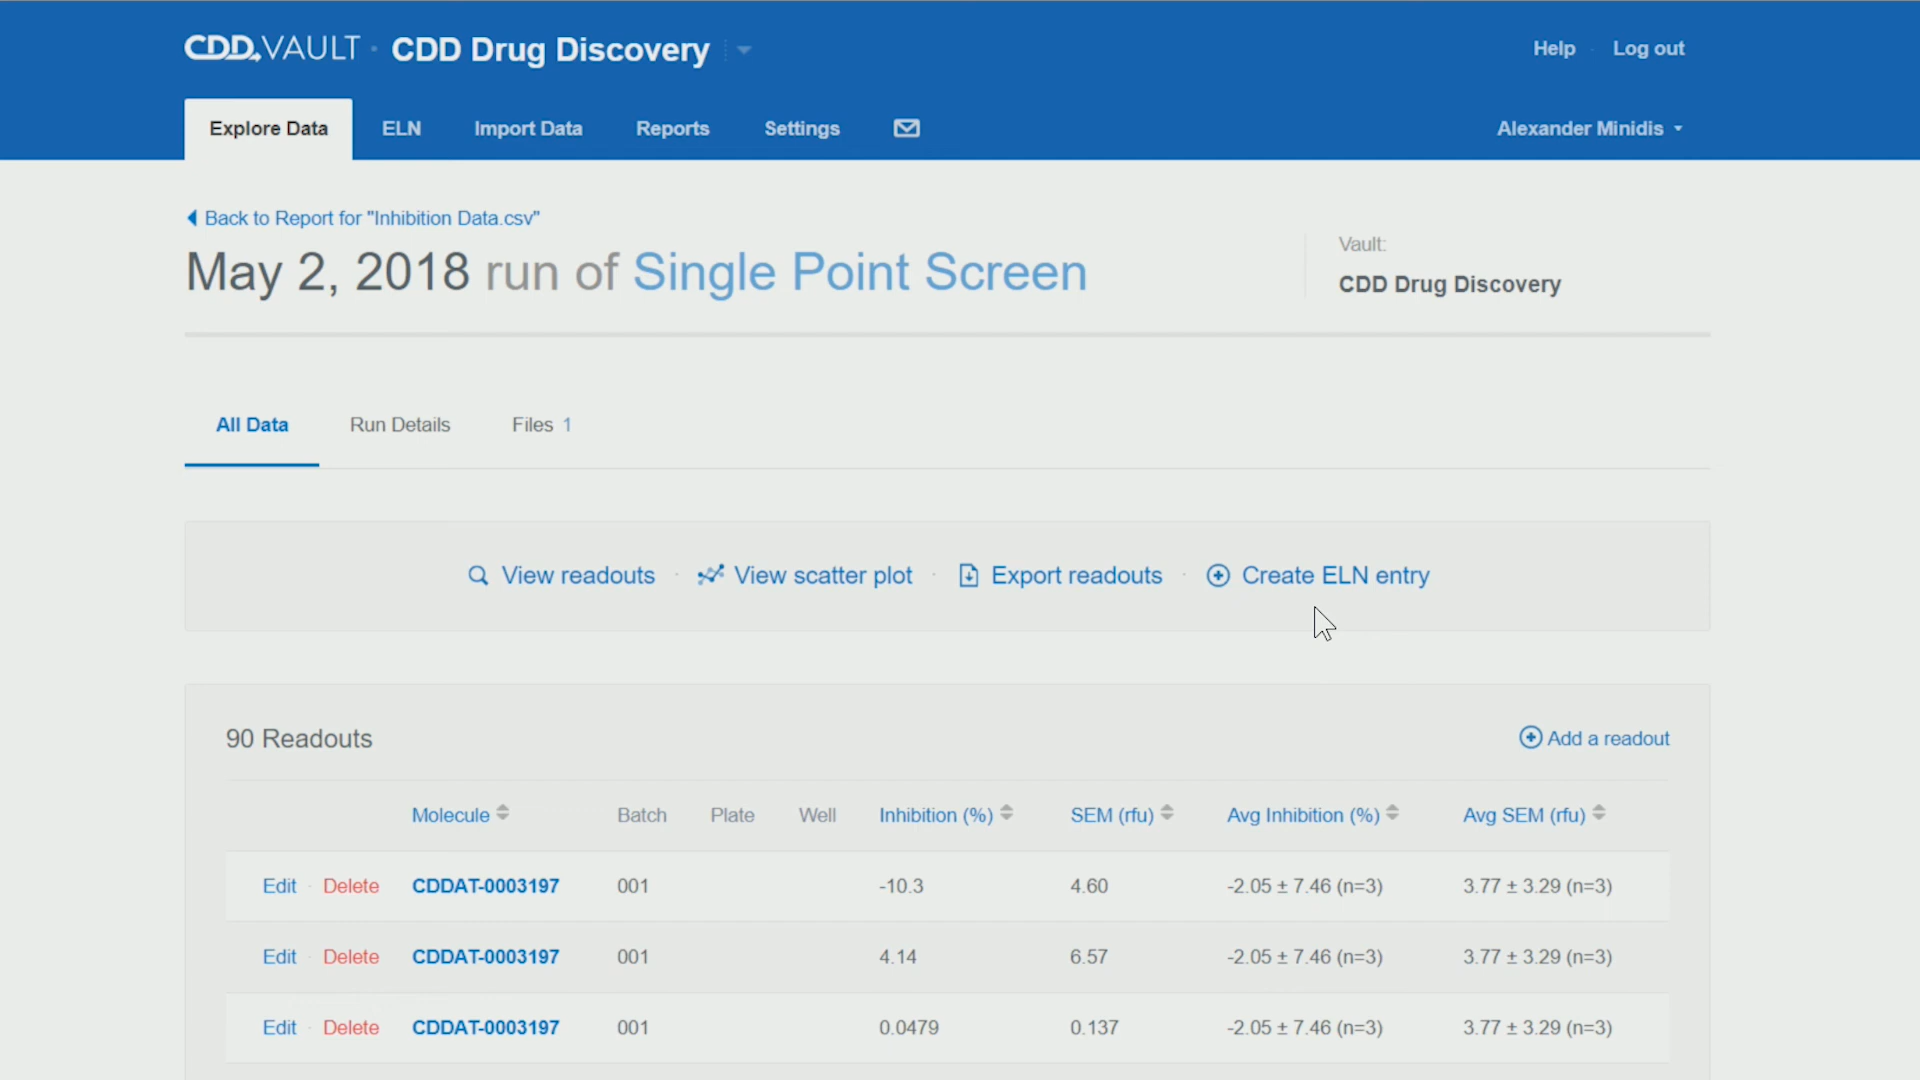 CDD. VAULT · CDD Drug Discovery
Help · Log out
Explore Data ELN Import Data Reports Settings
Alexander Minidis
Back to Report for "Inhibition Data.csv"
May 2, 2018 run of Single Point Screen
Vault:
CDD Drug Discovery
All Data Run Details Files 1
View readouts · View scatter plot · Export readouts · Create ELN entry
90 Readouts
Add a readout
Molecule Batch Plate Well Inhibition (%) SEM (rfu) Avg Inhibition (%) Avg SEM (rfu)
Edit · Delete CDDAT-0003197 001 -10.3 4.60 -2.05 ± 7.46 (n=3) 3.77 ± 3.29 (n=3)
Edit · Delete CDDAT-0003197 001 4.14 6.57 -2.05 ± 7.46 (n=3) 3.77 ± 3.29 (n=3)
Edit · Delete CDDAT-0003197 001 0.0479 0.137 -2.05 ± 7.46 (n=3) 3.77 ± 3.29 (n=3)